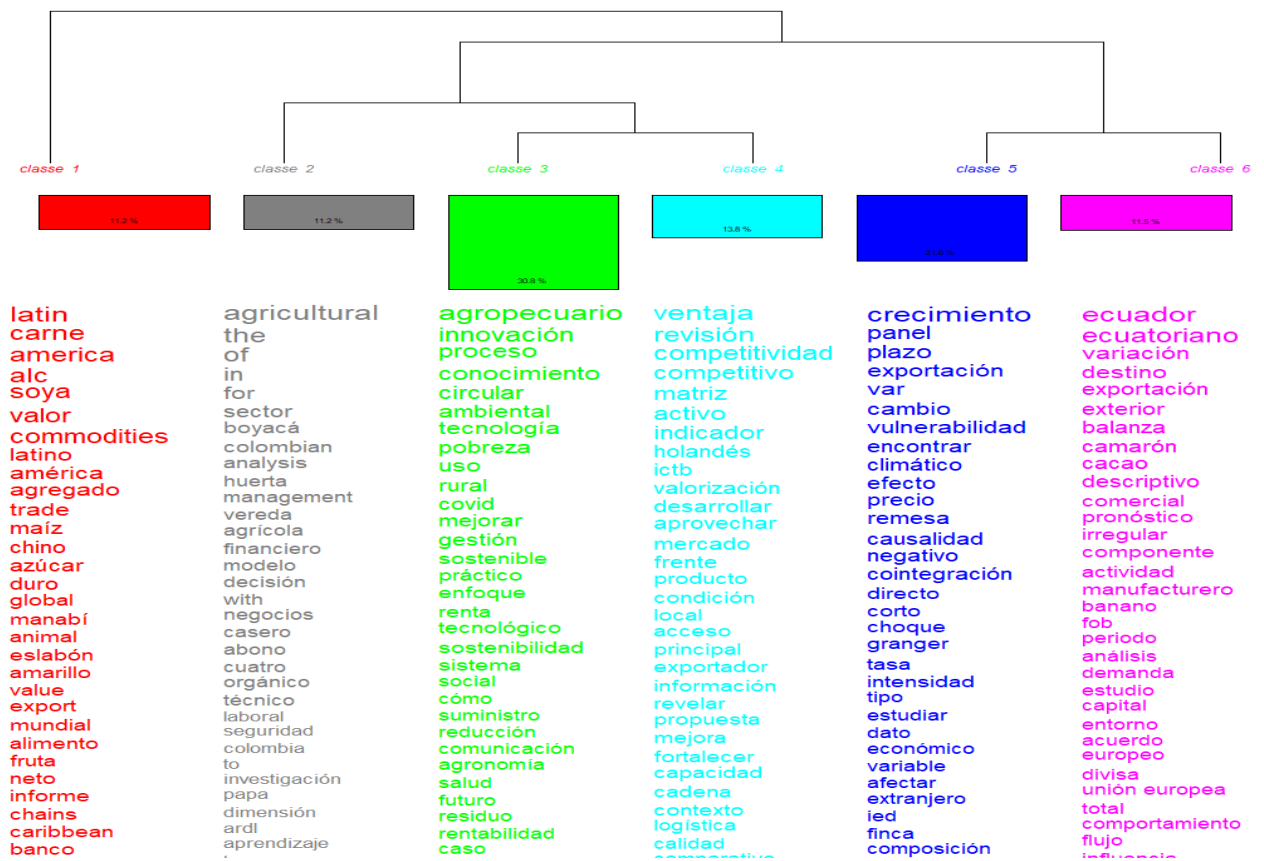 classe 1
classe 2
classe 3
classe 4
classe 5
classe 6
11.2 %
11.2 %
30.8 %
13.8 %
11.5 %
latin
carne
america
alc
soya
valor
commodities
latino
américa
agregado
trade
maíz
chino
azúcar
duro
global
manabí
animal
eslabón
amarillo
value
export
mundial
alimento
fruta
neto
informe
chains
caribbean
banco
agricultural
the
of
in
for
sector
boyacá
colombian
analysis
huerta
management
vereda
agrícola
financiero
modelo
decisión
with
negocios
casero
abono
cuatro
orgánico
técnico
laboral
seguridad
colombia
to
investigación
papa
dimensión
ardl
aprendizaje
agropecuario
innovación
proceso
conocimiento
circular
ambiental
tecnología
pobreza
uso
rural
covid
mejorar
gestión
sostenible
práctico
enfoque
renta
tecnológico
sostenibilidad
sistema
social
cómo
suministro
reducción
comunicación
agronomía
salud
futuro
residuo
rentabilidad
caso
ventaja
revisión
competitividad
competitivo
matriz
activo
indicador
holandés
ictb
valorización
desarrollar
aprovechar
mercado
frente
producto
condición
local
acceso
principal
exportador
información
revelar
propuesta
mejora
fortalecer
capacidad
cadena
contexto
logística
calidad
comparativo
crecimiento
panel
plazo
exportación
var
cambio
vulnerabilidad
encontrar
climático
efecto
precio
remesa
causalidad
negativo
cointegración
directo
corto
choque
granger
tasa
intensidad
tipo
estudiar
dato
económico
variable
afectar
extranjero
ied
finca
composición
ecuador
ecuatoriano
variación
destino
exportación
exterior
balanza
camarón
cacao
descriptivo
comercial
pronóstico
irregular
componente
actividad
manufacturero
banano
fob
periodo
análisis
demanda
estudio
capital
entorno
acuerdo
europeo
divisa
unión europea
total
comportamiento
flujo
influencia